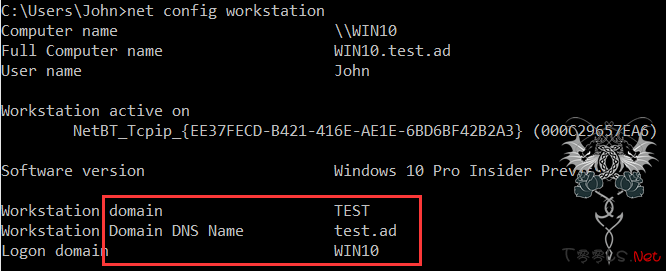 C:\Users\John>net config workstation
Computer name \\WIN10
Full Computer name WIN10.test.ad
User name John
Workstation active on
NetBT_Tcpip_{EE37FECD-B421-416E-AE1E-6BD6BF42B2A3} (000C29657EA6)
Software version Windows 10 Pro Insider Prev
Workstation domain TEST
Workstation Domain DNS Name test.ad
Logon domain WIN10
T00LS.Net